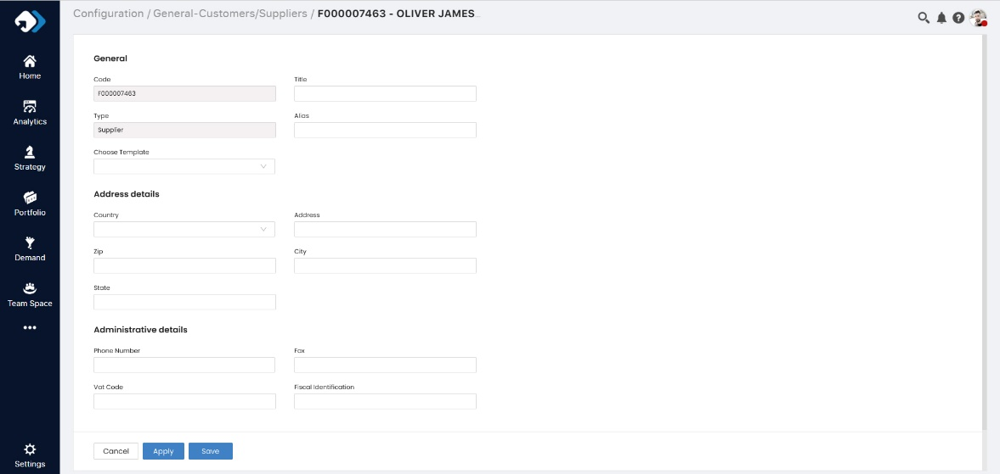 Configuration / General-Customers/Suppliers / F000007463 - OLIVER JAMES...
Home
Analytics
Strategy
Portfolio
Demand
Team Space
Settings
General
Code
Title
F000007463
Type
Alias
Supplier
Choose Template
Address details
Country
Address
Zip
City
State
Administrative details
Phone Number
Fax
Vat Code
Fiscal Identification
Cancel
Apply
Save